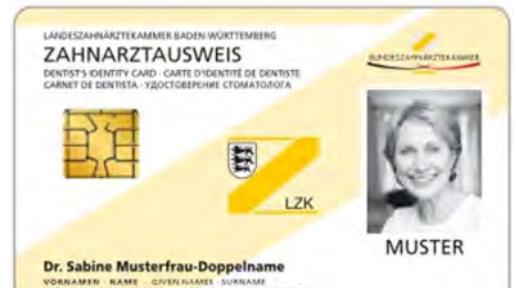 LANDESZAHNÄRZTEKAMMER BADEN-WÜRTTEMBERG
ZAHNARZTAUSWEIS
DENTIST'S IDENTITY CARD · CARTE D'IDENTITÉ DE DENTISTE
CARNET DE DENTISTA · УДОСТОВЕРЕНИЕ СТОМАТОЛОГА
BUNDESZAHNÄRZTEKAMMER
LZK
MUSTER
Dr. Sabine Musterfrau-Doppelname
VORNAMEN · NAME · GIVEN NAMES · SURNAME